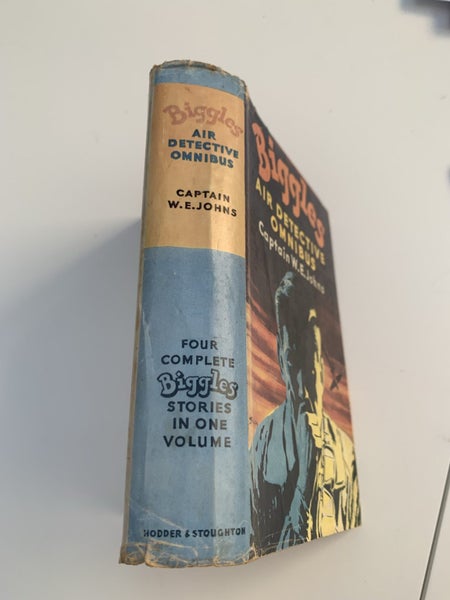 Biggles
AIR
DETECTIVE
OMNIBUS
CAPTAIN
W.E.JOHNS
FOUR
COMPLETE
Biggles
STORIES
IN ONE
VOLUME
HODDER & STOUGHTON
Biggles
AIR DETECTIVE
OMNIBUS
Captain W.E.Johns